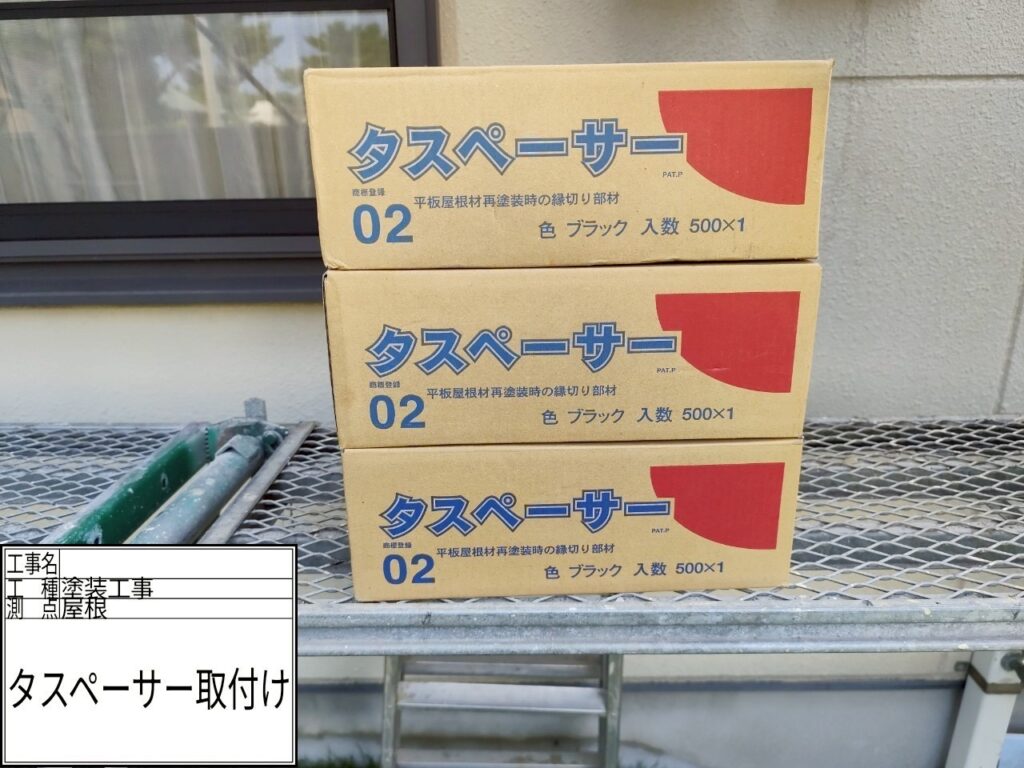 タスペーサー
PAT.P
商標登録
平板屋根材再塗装時の縁切り部材
02
色 ブラック 入数 500×1
タスペーサー
PAT.P
商標登録
平板屋根材再塗装時の縁切り部材
02
色 ブラック 入数 500×1
タスペーサー
PAT.P
商標登録
平板屋根材再塗装時の縁切り部材
02
色 ブラック 入数 500×1
工事名
工 種 塗装工事
測 点 屋根
タスペーサー取付け